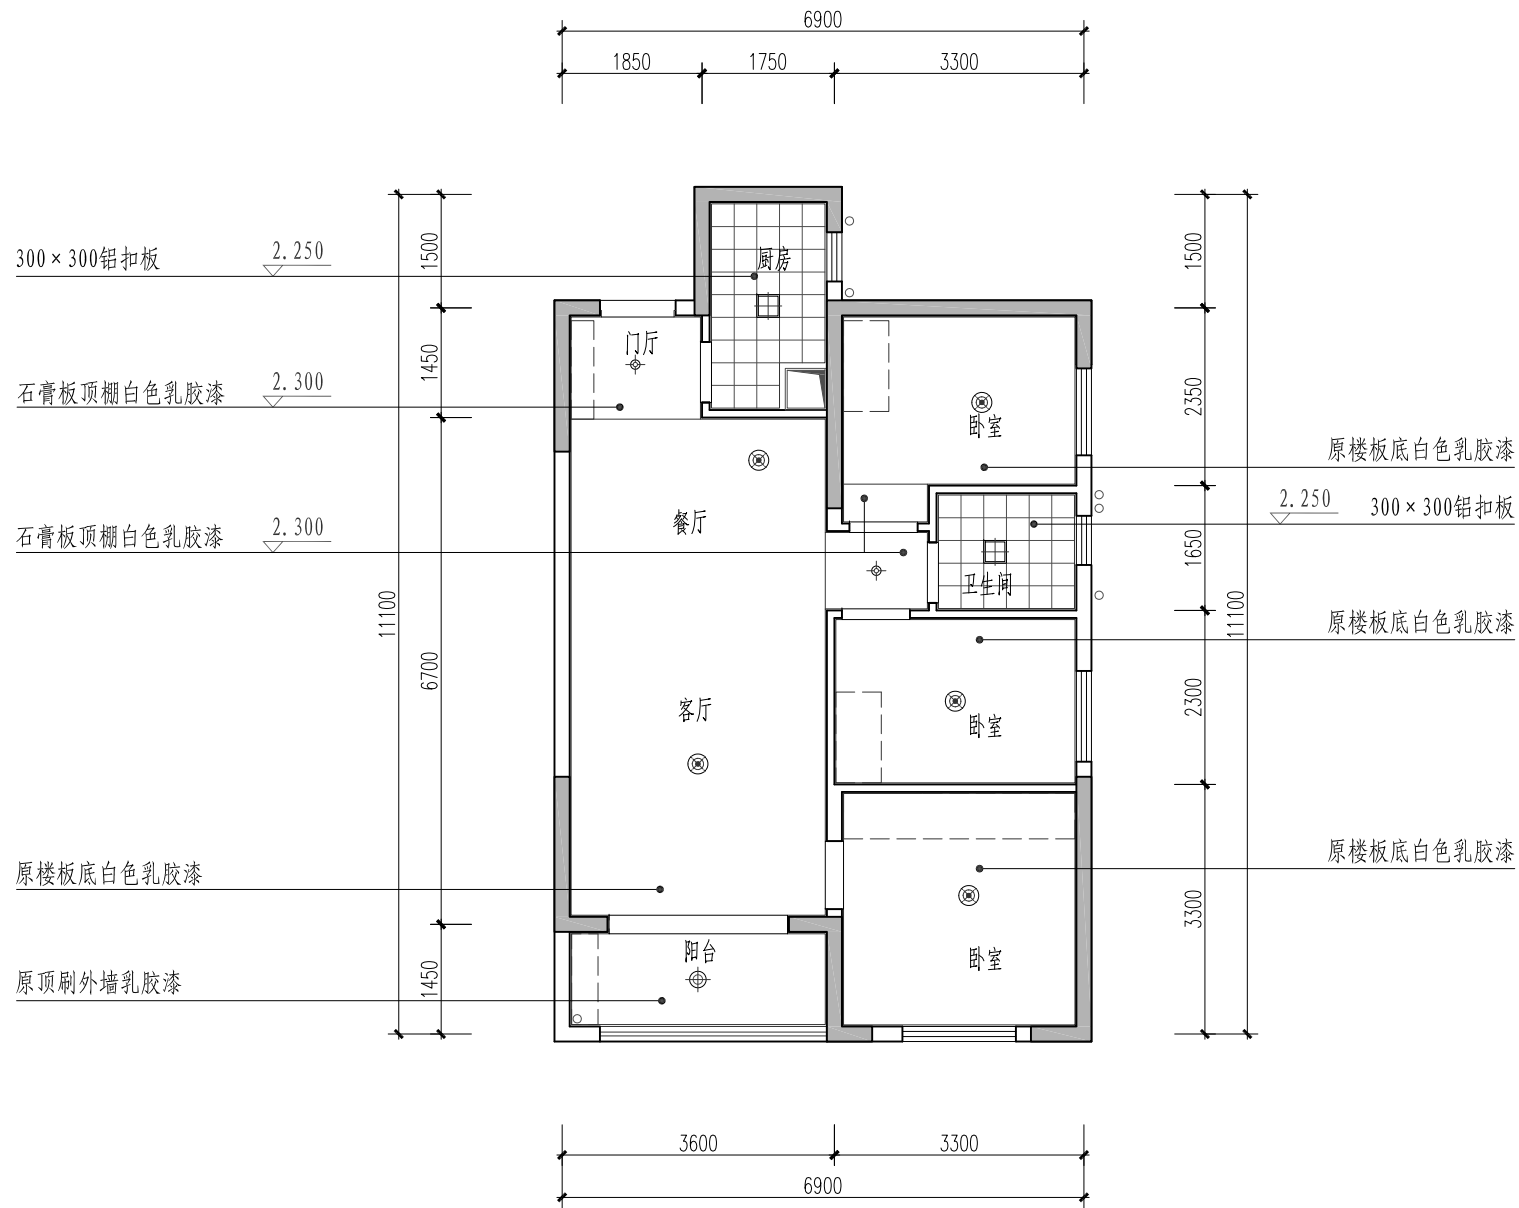 6900
1850
1750
3300
300×300铝扣板
2.250
厨房
1500
1500
门厅
1450
石膏板顶棚白色乳胶漆
2.300
2350
卧室
原楼板底白色乳胶漆
2.250
300×300铝扣板
餐厅
石膏板顶棚白色乳胶漆
2.300
1650
卫生间
11100
11100
原楼板底白色乳胶漆
6700
2300
客厅
卧室
原楼板底白色乳胶漆
原楼板底白色乳胶漆
3300
阳台
卧室
原顶刷外墙乳胶漆
1450
3600
3300
6900